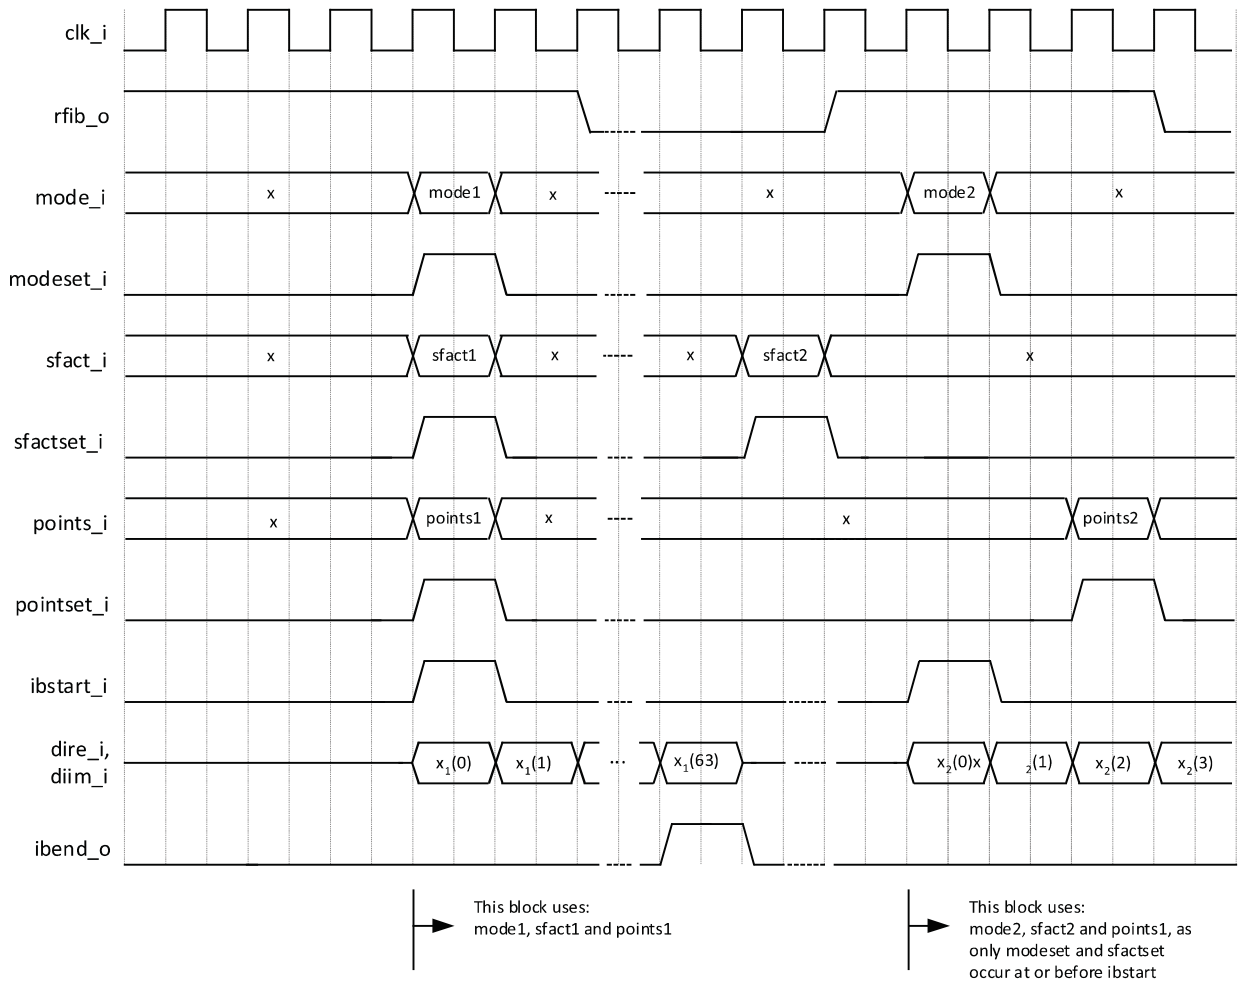 clk_i
rfib_o
mode_i
x
mode1
x
x
mode2
x
modeset_i
sfact_i
x
sfact1
x
x
sfact2
x
sfactset_i
points_i
x
points1
x
x
points2
pointset_i
ibstart_i
dire_i,
diim_i
x1(0)
x1(1)
...
x1(63)
x2(0)x
2(1)
x2(2)
x2(3)
ibend_o
This block uses:
mode1, sfact1 and points1
This block uses:
mode2, sfact2 and points1, as
only modeset and sfactset
occur at or before ibstart